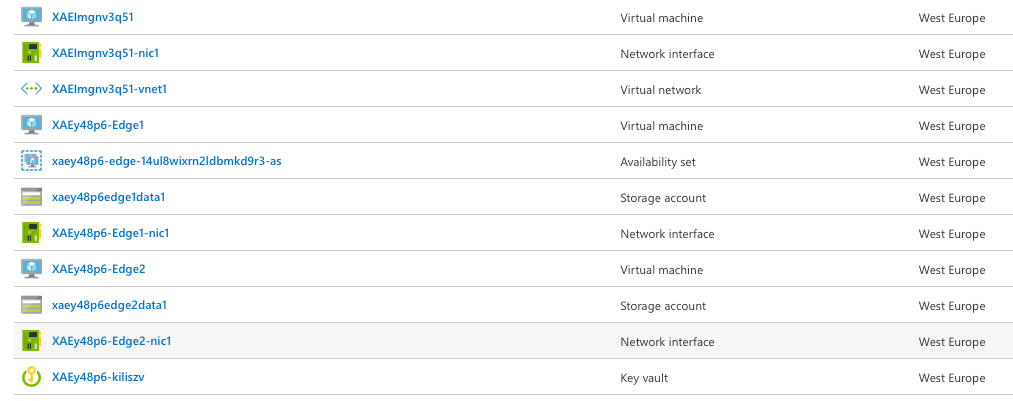 XAEImgnv3q51 Virtual machine West Europe
XAEImgnv3q51-nic1 Network interface West Europe
XAEImgnv3q51-vnet1 Virtual network West Europe
XAEy48p6-Edge1 Virtual machine West Europe
xaey48p6-edge-14ul8wixrn2ldbmkd9r3-as Availability set West Europe
xaey48p6edge1data1 Storage account West Europe
XAEy48p6-Edge1-nic1 Network interface West Europe
XAEy48p6-Edge2 Virtual machine West Europe
xaey48p6edge2data1 Storage account West Europe
XAEy48p6-Edge2-nic1 Network interface West Europe
XAEy48p6-kiliszv Key vault West Europe